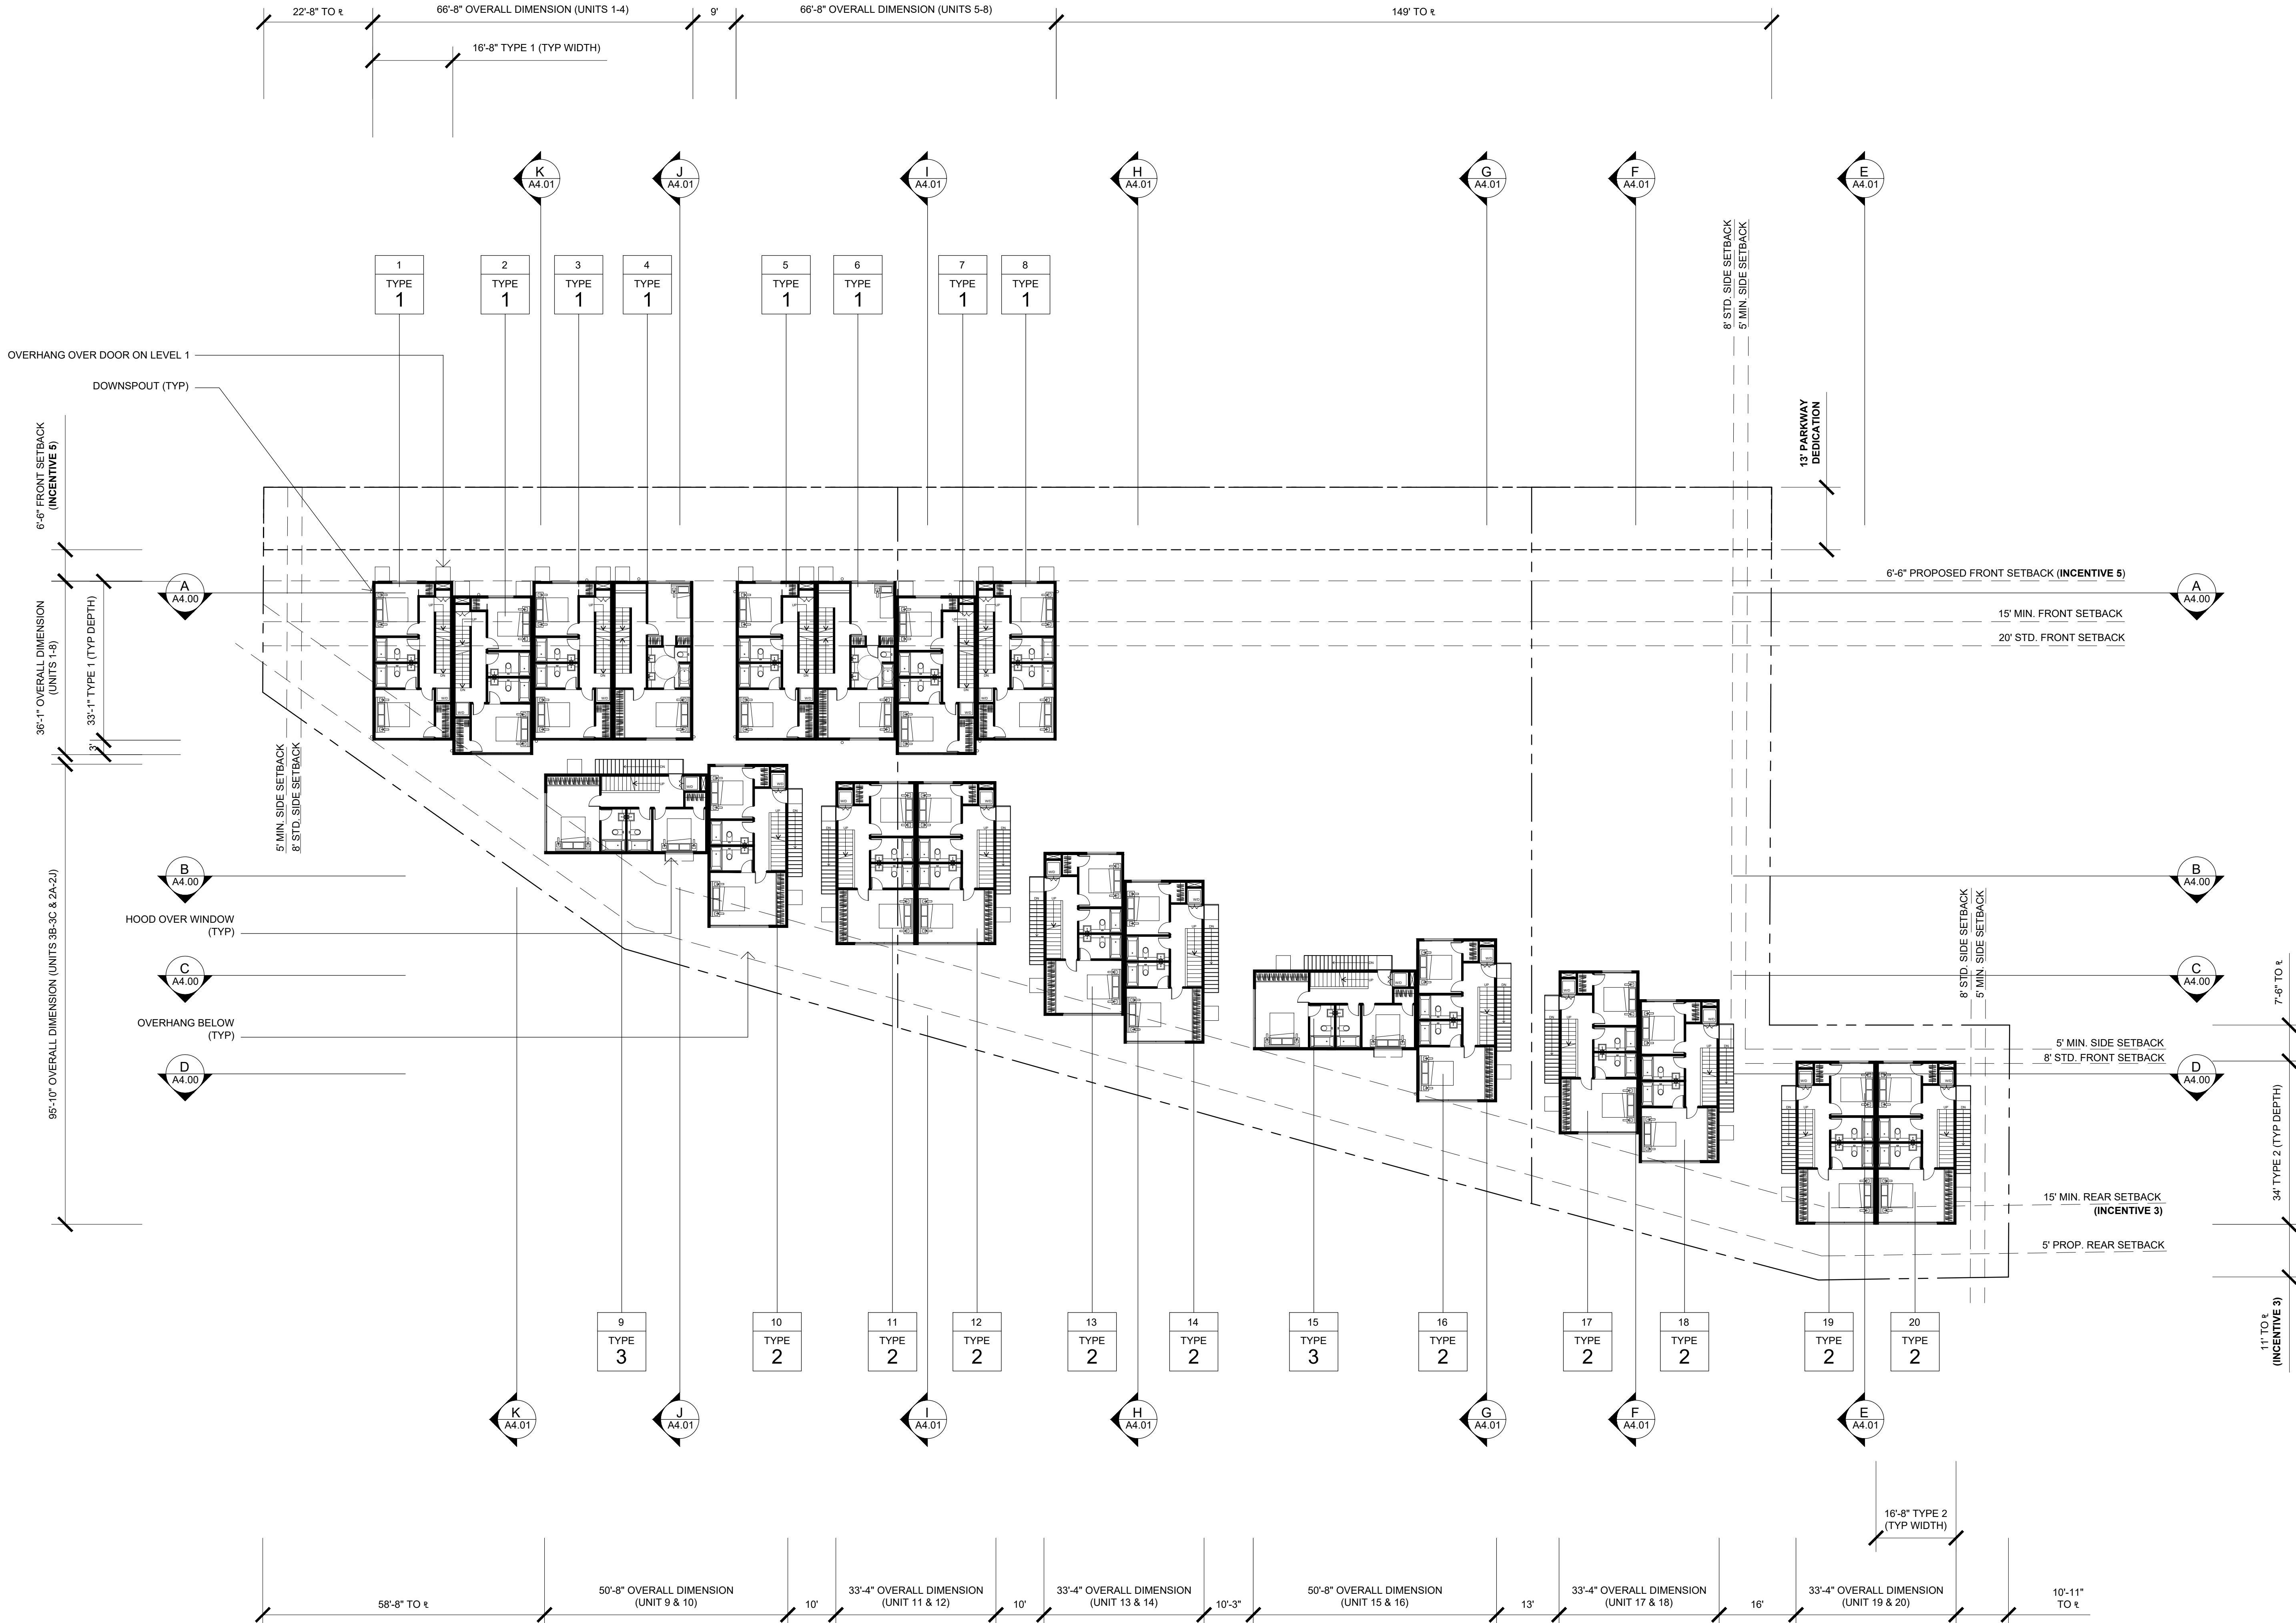 22'-8" TO ⅊
66'-8" OVERALL DIMENSION (UNITS 1-4)
9'
66'-8" OVERALL DIMENSION (UNITS 5-8)
149' TO ⅊
16'-8" TYPE 1 (TYP WIDTH)
K
A4.01
J
A4.01
I
A4.01
H
A4.01
G
A4.01
F
A4.01
E
A4.01
8' STD. SIDE SETBACK
5' MIN. SIDE SETBACK
1
TYPE
1
2
TYPE
1
3
TYPE
1
4
TYPE
1
5
TYPE
1
6
TYPE
1
7
TYPE
1
8
TYPE
1
OVERHANG OVER DOOR ON LEVEL 1
DOWNSPOUT (TYP)
13' PARKWAY
DEDICATION
6'-6" FRONT SETBACK
(INCENTIVE 5)
A
A4.00
6'-6" PROPOSED FRONT SETBACK (INCENTIVE 5)
A
A4.00
15' MIN. FRONT SETBACK
20' STD. FRONT SETBACK
36'-1" OVERALL DIMENSION
(UNITS 1-8)
33'-1" TYPE 1 (TYP DEPTH)
3'
5' MIN. SIDE SETBACK
8' STD. SIDE SETBACK
95'-10" OVERALL DIMENSION (UNITS 3B-3C & 2A-2J)
B
A4.00
B
A4.00
HOOD OVER WINDOW
(TYP)
C
A4.00
C
A4.00
8' STD. SIDE SETBACK
5' MIN. SIDE SETBACK
7'-6" TO ⅊
OVERHANG BELOW
(TYP)
5' MIN. SIDE SETBACK
8' STD. FRONT SETBACK
D
A4.00
D
A4.00
34' TYPE 2 (TYP DEPTH)
15' MIN. REAR SETBACK
(INCENTIVE 3)
5' PROP. REAR SETBACK
11' TO ⅊
(INCENTIVE 3)
9
TYPE
3
10
TYPE
2
11
TYPE
2
12
TYPE
2
13
TYPE
2
14
TYPE
2
15
TYPE
3
16
TYPE
2
17
TYPE
2
18
TYPE
2
19
TYPE
2
20
TYPE
2
K
A4.01
J
A4.01
I
A4.01
H
A4.01
G
A4.01
F
A4.01
E
A4.01
16'-8" TYPE 2
(TYP WIDTH)
58'-8" TO ⅊
50'-8" OVERALL DIMENSION
(UNIT 9 & 10)
10'
33'-4" OVERALL DIMENSION
(UNIT 11 & 12)
10'
33'-4" OVERALL DIMENSION
(UNIT 13 & 14)
10'-3"
50'-8" OVERALL DIMENSION
(UNIT 15 & 16)
13'
33'-4" OVERALL DIMENSION
(UNIT 17 & 18)
16'
33'-4" OVERALL DIMENSION
(UNIT 19 & 20)
10'-11"
TO ⅊